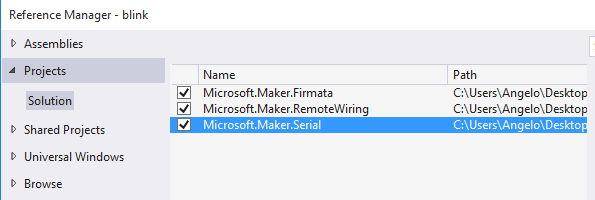 Reference Manager - blink
Assemblies
Projects
Solution
Shared Projects
Universal Windows
Browse
Name Path
Microsoft.Maker.Firmata C:\Users\Angelo\Desktop
Microsoft.Maker.RemoteWiring C:\Users\Angelo\Desktop
Microsoft.Maker.Serial C:\Users\Angelo\Desktop